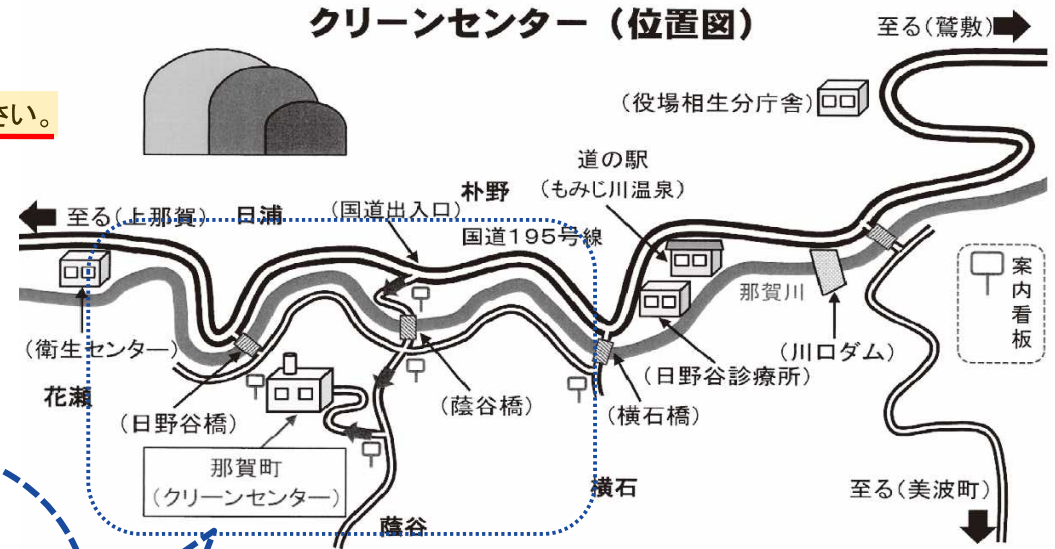 クリーンセンター（位置図）
至る（鷲敷）
さい。
（役場相生分庁舎）
道の駅
（もみじ川温泉）
朴野
至る（上那賀）
日浦
（国道出入口）
国道195号線
案内看板
那賀川
（衛生センター）
（川口ダム）
（日野谷診療所）
花瀬
（日野谷橋）
（蔭谷橋）
（横石橋）
那賀町
（クリーンセンター）
横石
至る（美波町）
蔭谷